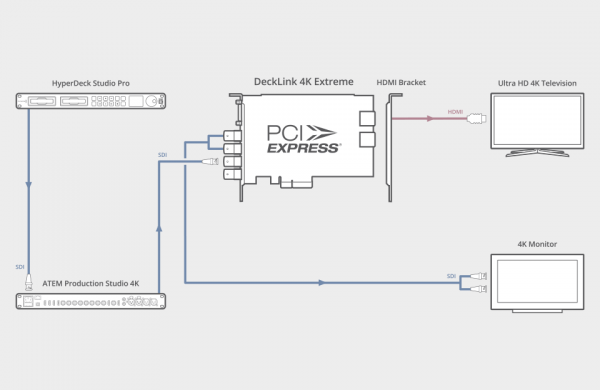 HyperDeck Studio Pro
DeckLink 4K Extreme
HDMI Bracket
Ultra HD 4K Television
HDMI
PCI
EXPRESS®
SDI
SDI
ATEM Production Studio 4K
4K Monitor
SDI